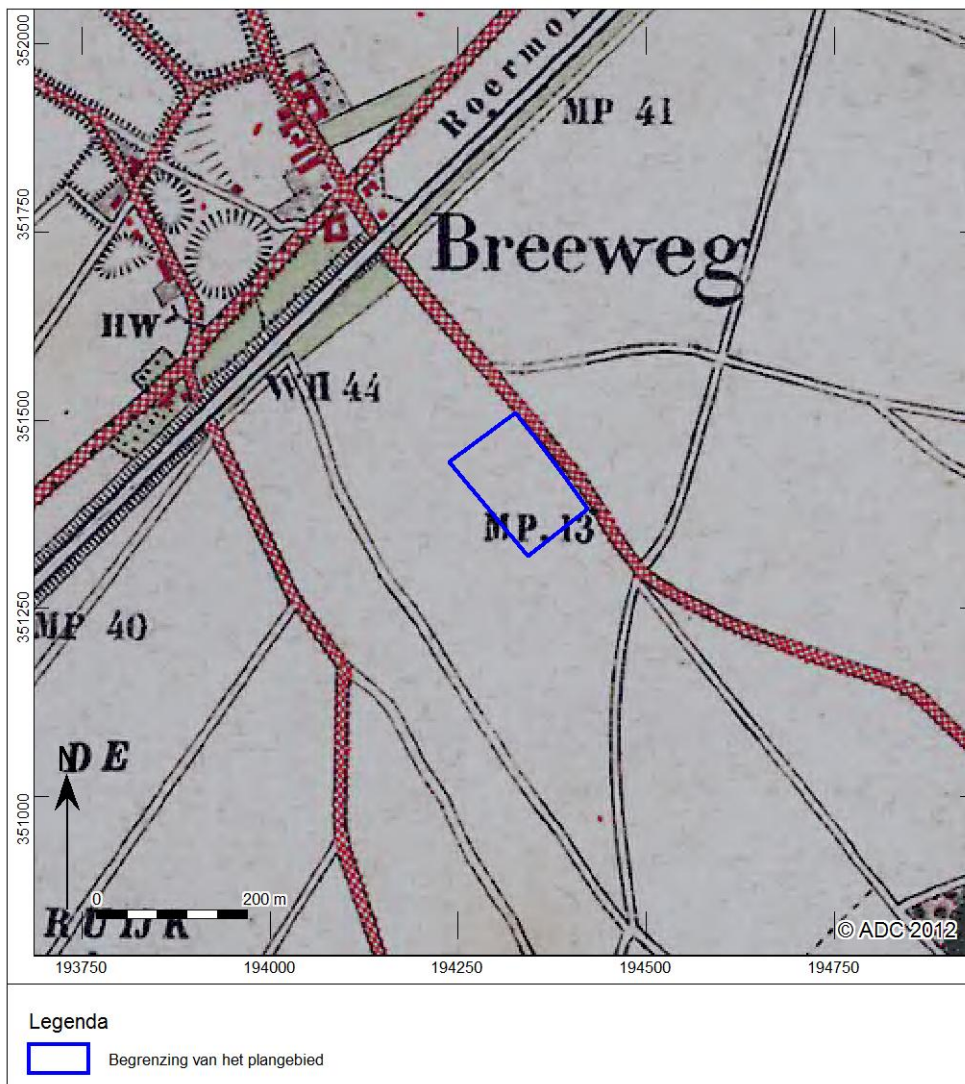 352000
351750
351500
351250
351000
Roermon
MP 41
Breeweg
HW
WH 44
MP. 13
MP 40
N
DE
0
200 m
RUIJK
© ADC 2012
193750
194000
194250
194500
194750
Legenda
Begrenzing van het plangebied